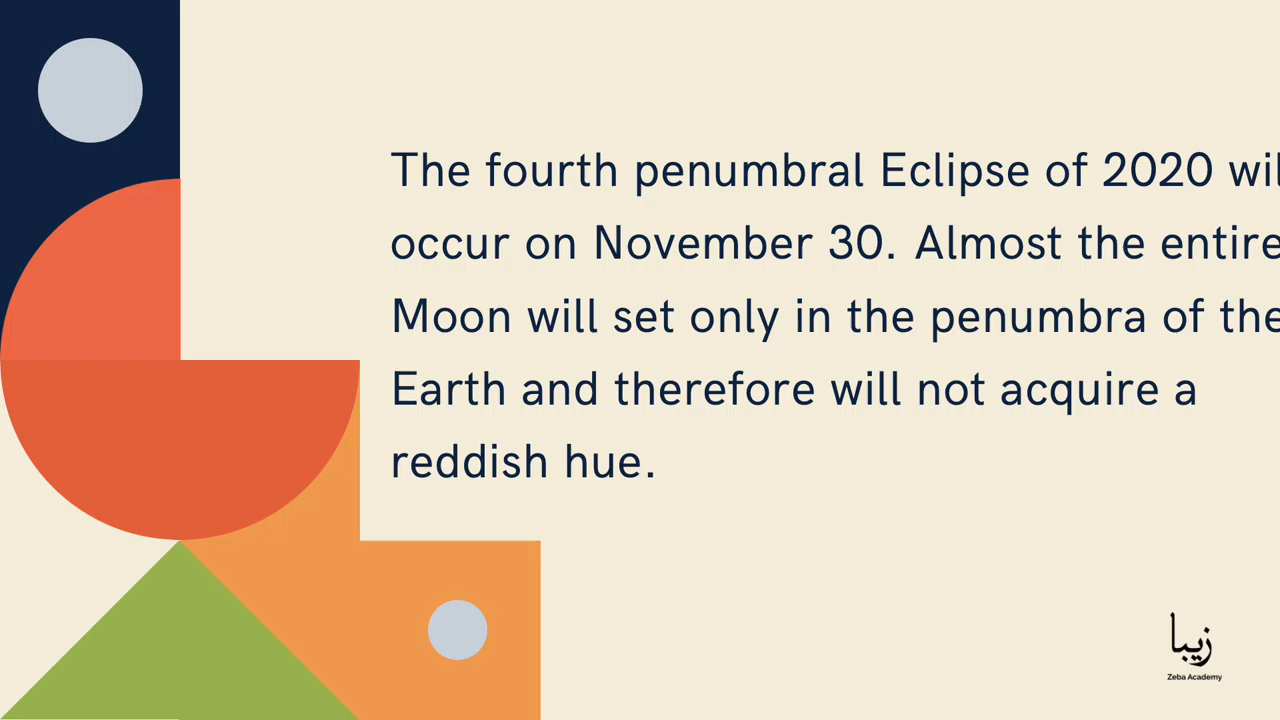 The fourth penumbral Eclipse of 2020 wil
occur on November 30. Almost the entire
Moon will set only in the penumbra of the
Earth and therefore will not acquire a
reddish hue.
زیبا
Zeba Academy